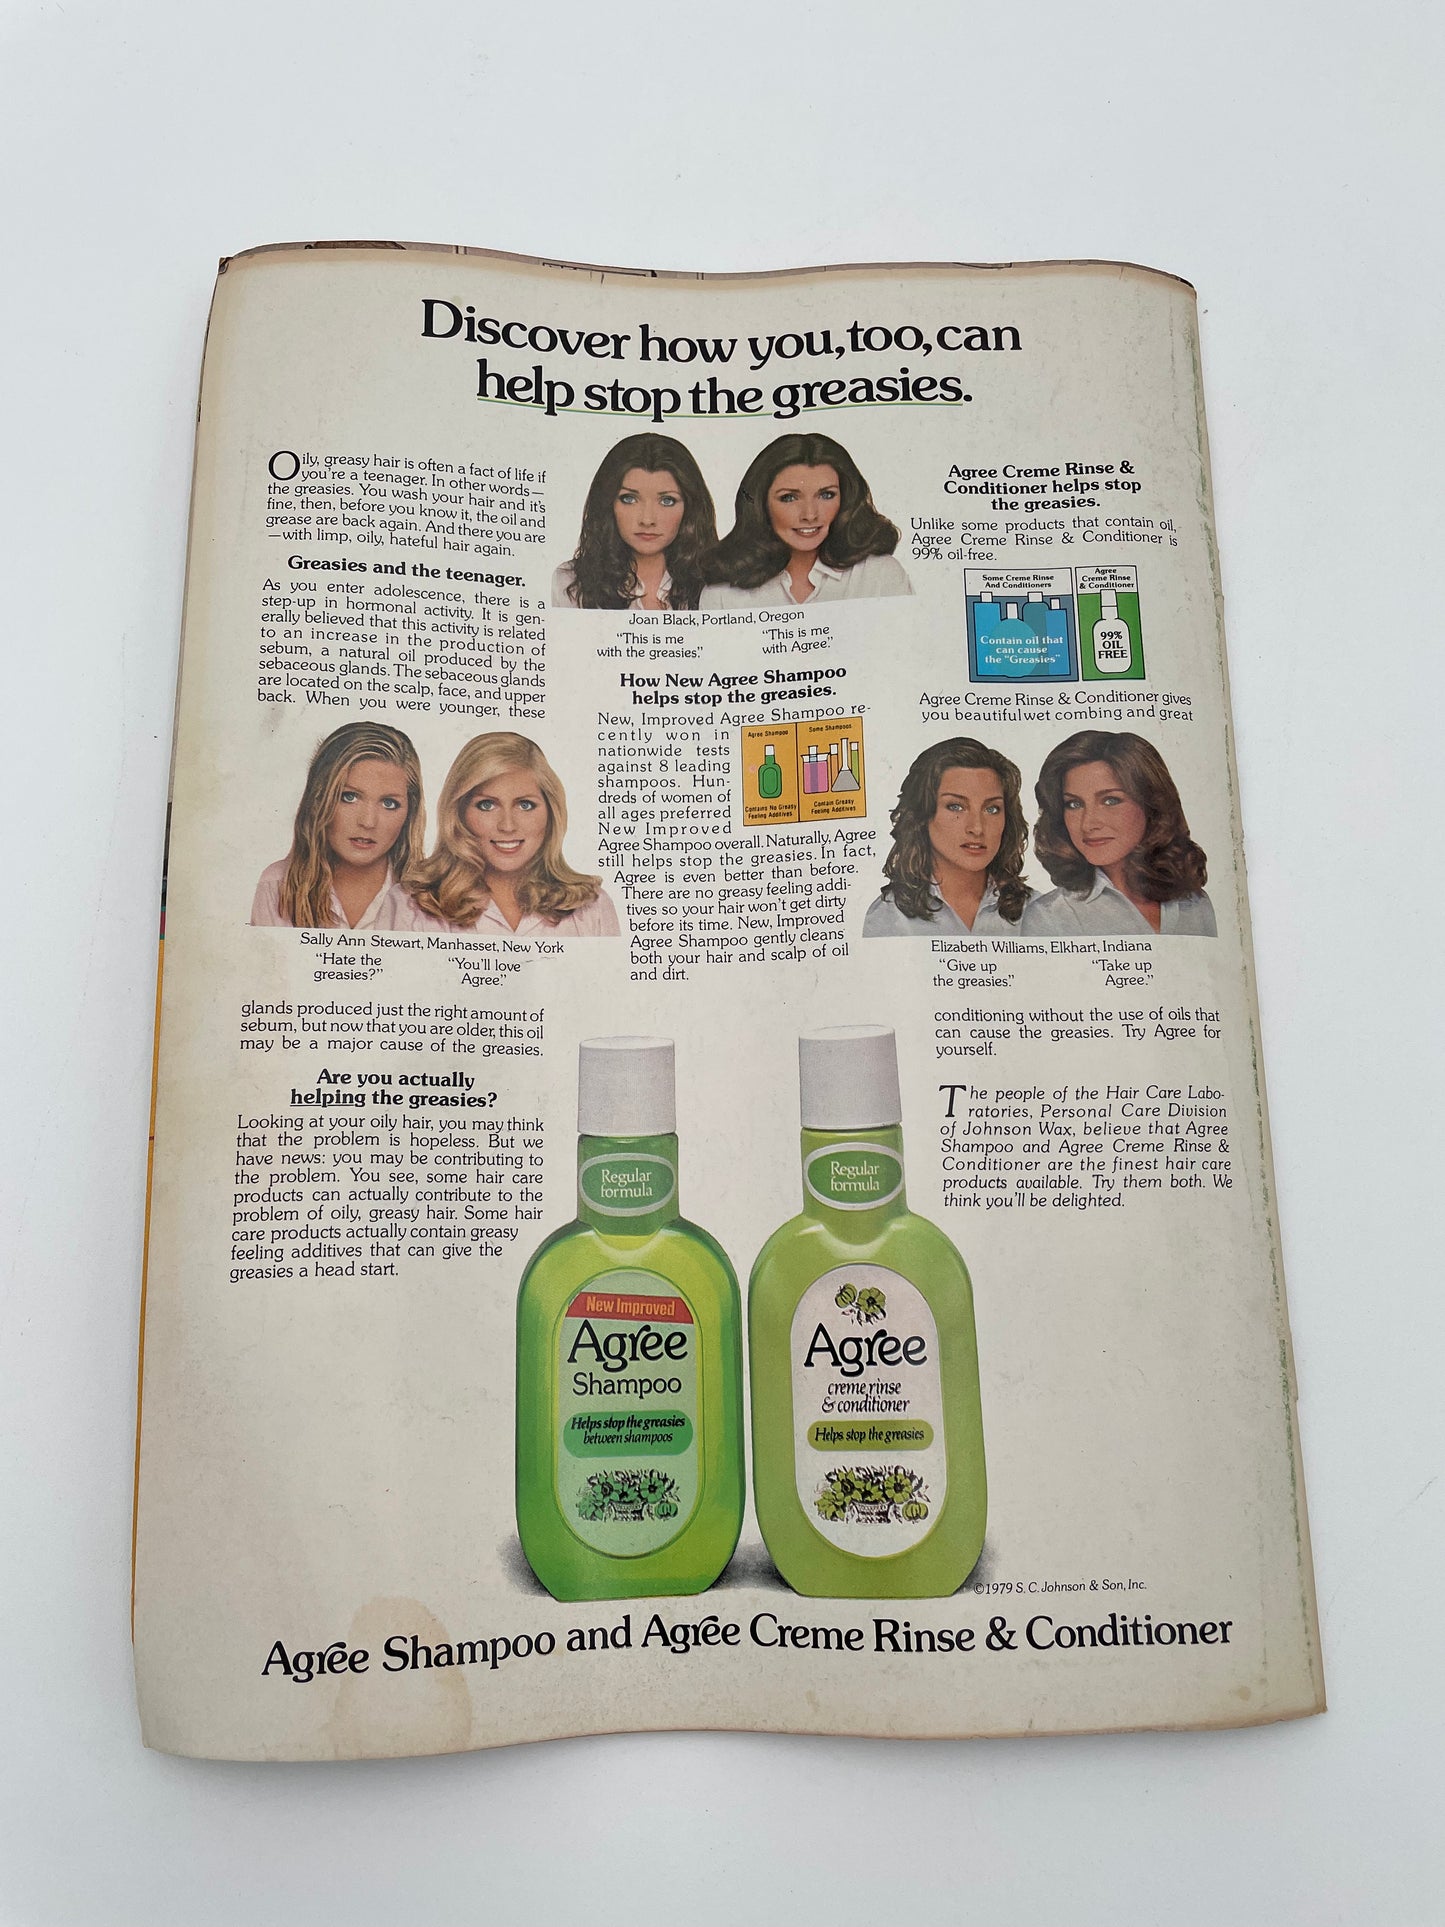 Discover how you, too, can
help stop the greasies.
Oily, greasy hair is often a fact of life if
you're a teenager. In other words—
the greasies. You wash your hair and it's
fine, then, before you know it, the oil and
grease are back again. And there you are
—with limp, oily, hateful hair again.
Greasies and the teenager.
As you enter adolescence, there is a
step-up in hormonal activity. It is gen-
erally believed that this activity is related
to an increase in the production of
sebum, a natural oil produced by the
sebaceous glands. The sebaceous glands
are located on the scalp, face, and upper
back. When you were younger, these
Sally Ann Stewart, Manhasset, New York
"Hate the
greasies?"
"You'll love
Agree."
glands produced just the right amount of
sebum, but now that you are older, this oil
may be a major cause of the greasies.
Are you actually
helping the greasies?
Looking at your oily hair, you may think
that the problem is hopeless. But we
have news: you may be contributing to
the problem. You see, some hair care
products can actually contribute to the
problem of oily, greasy hair. Some hair
care products actually contain greasy
feeling additives that can give the
greasies a head start.
Joan Black, Portland, Oregon
"This is me
with the greasies."
"This is me
with Agree."
How New Agree Shampoo
helps stop the greasies.
New, Improved Agree Shampoo re-
cently won in
nationwide tests
against 8 leading
shampoos. Hun-
dreds of women of
all ages preferred
New Improved
Agree Shampoo overall. Naturally, Agree
still helps stop the greasies. In fact,
Agree is even better than before.
There are no greasy feeling addi-
tives so your hair won't get dirty
before its time. New, Improved
Agree Shampoo gently cleans
both your hair and scalp of oil
and dirt.
Agree Shampoo
Contains No Greasy
Feeling Additives
Some Shampoos
Contain Greasy
Feeling Additives
Agree Creme Rinse &
Conditioner helps stop
the greasies.
Unlike some products that contain oil,
Agree Creme Rinse & Conditioner is
99% oil-free.
Some Creme Rinse
And Conditioners
Contain oil that
can cause
the "Greasies"
Agree
Creme Rinse
& Conditioner
99%
OIL
FREE
Agree Creme Rinse & Conditioner gives
you beautiful wet combing and great
Elizabeth Williams, Elkhart, Indiana
"Give up
the greasies."
"Take up
Agree."
conditioning without the use of oils that
can cause the greasies. Try Agree for
yourself.
The people of the Hair Care Labo-
ratories, Personal Care Division
of Johnson Wax, believe that Agree
Shampoo and Agree Creme Rinse &
Conditioner are the finest hair care
products available. Try them both. We
think you'll be delighted.
Regular
formula
New Improved
Agree
Shampoo
Helps stop the greasies
between shampoos
Regular
formula
Agree
creme rinse
& conditioner
Helps stop the greasies
©1979 S. C. Johnson & Son, Inc.
Agree Shampoo and Agree Creme Rinse & Conditioner